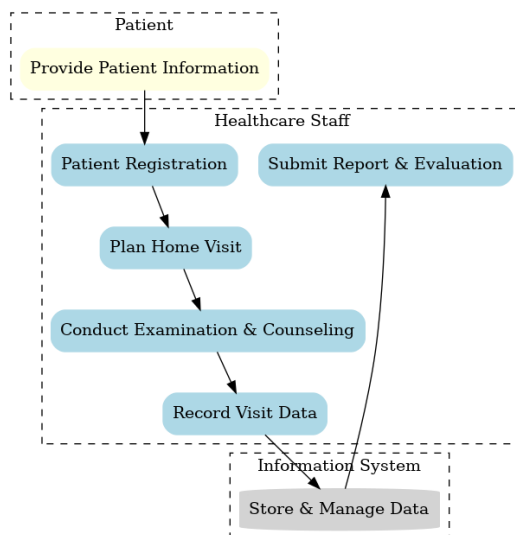 Patient
Provide Patient Information
Healthcare Staff
Patient Registration
Submit Report & Evaluation
Plan Home Visit
Conduct Examination & Counseling
Record Visit Data
Information System
Store & Manage Data